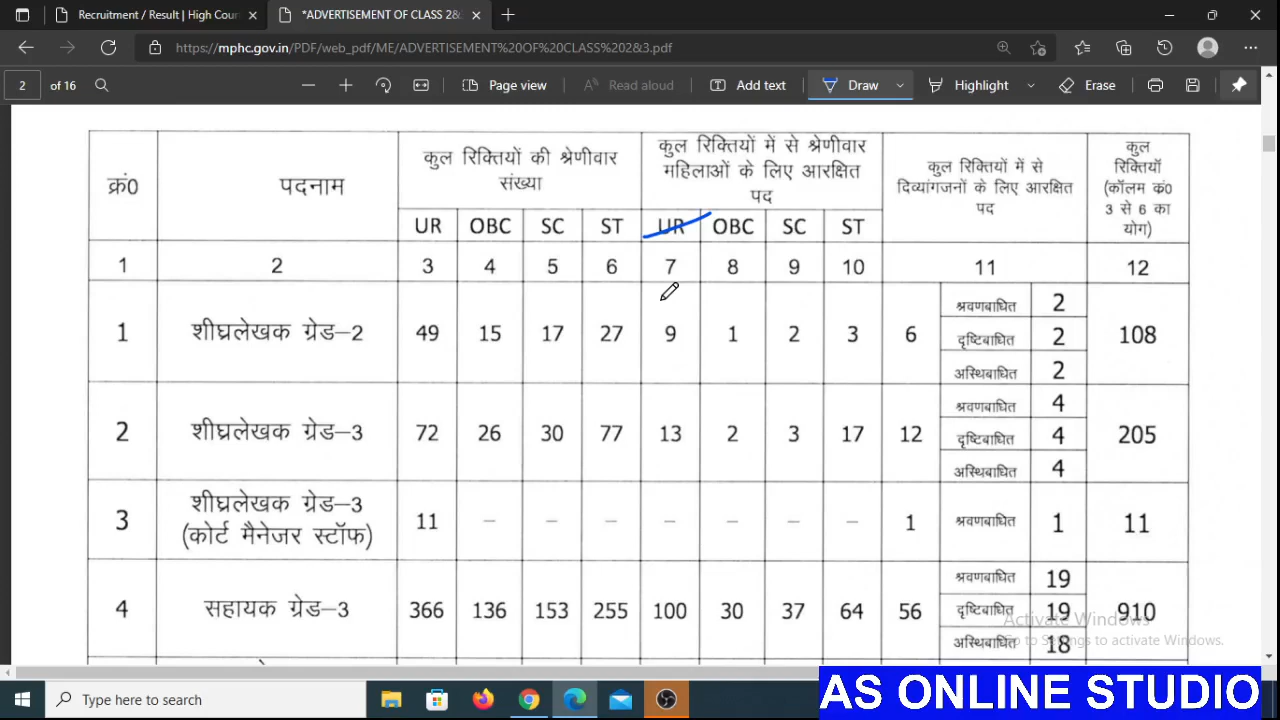 Recruitment / Result | High Cou
*ADVERTISEMENT OF CLASS 2&
https://mphc.gov.in/PDF/web_pdf/ME/ADVERTISEMENT%20OF%20CLASS%202&3.pdf
2 of 16 Page view Read aloud Add text Draw Highlight Erase
क्रं0 पदनाम कुल रिक्तियों की श्रेणीवार संख्या कुल रिक्तियों में से श्रेणीवार महिलाओं के लिए आरक्षित पद कुल रिक्तियों में से दिव्यांगजनों के लिए आरक्षित पद कुल रिक्तियॉ (कॉलम कं0 3 से 6 का योग)
UR OBC SC ST UR OBC SC ST
1 2 3 4 5 6 7 8 9 10 11 12
1 शीघ्रलेखक ग्रेड–2 49 15 17 27 9 1 2 3 6 श्रवणबाधित 2 108
दृष्टिबाधित 2
अस्थिबाधित 2
2 शीघ्रलेखक ग्रेड–3 72 26 30 77 13 2 3 17 12 श्रवणबाधित 4 205
दृष्टिबाधित 4
अस्थिबाधित 4
3 शीघ्रलेखक ग्रेड–3 (कोर्ट मैनेजर स्टॉफ) 11 – – – – – – – 1 श्रवणबाधित 1 11
4 सहायक ग्रेड–3 366 136 153 255 100 30 37 64 56 श्रवणबाधित 19 910
दृष्टिबाधित 19
अस्थिबाधित 18
Activate Windows
Go to Settings to activate Windows.
Type here to search
AS ONLINE STUDIO